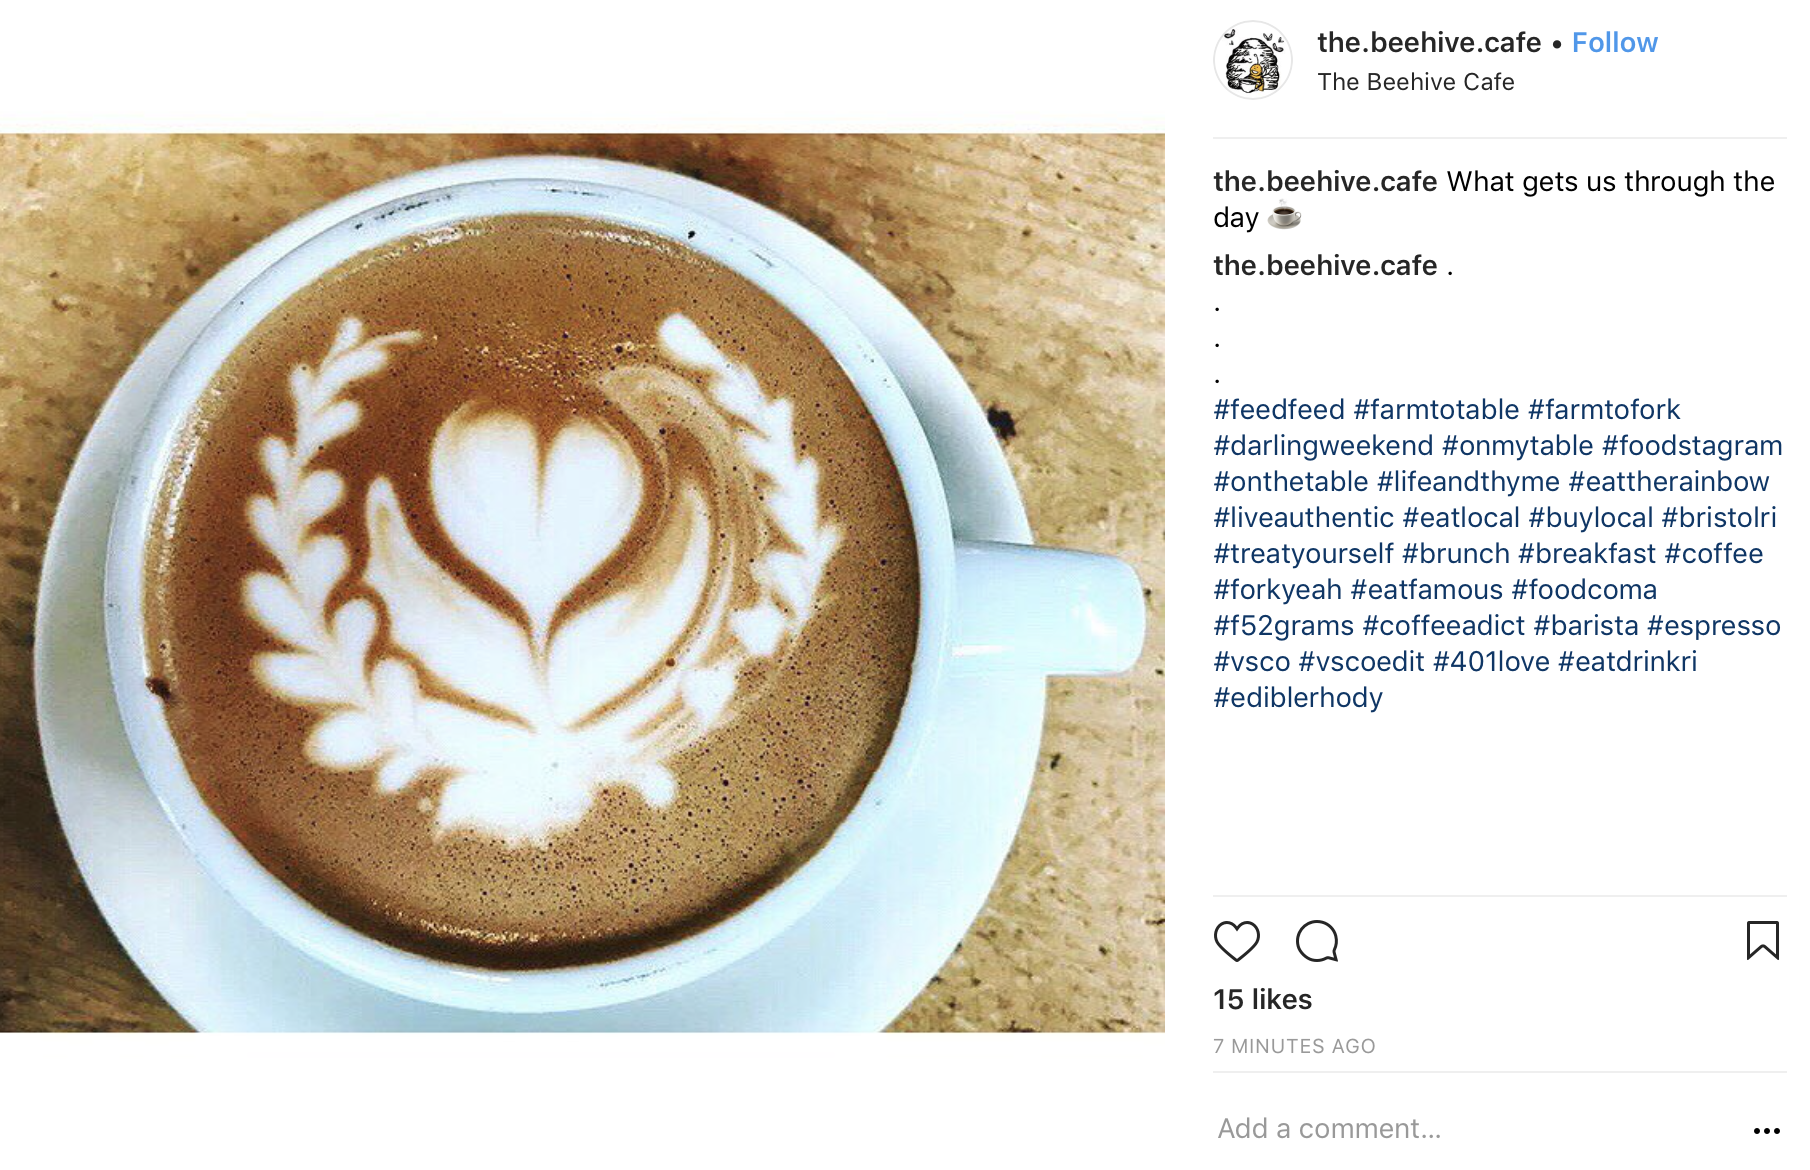 the.beehive.cafe • Follow
The Beehive Cafe
the.beehive.cafe What gets us through the
day ☕
the.beehive.cafe .
.
.
.
#feedfeed #farmtotable #farmtofork
#darlingweekend #onmytable #foodstagram
#onthetable #lifeandthyme #eattherainbow
#liveauthentic #eatlocal #buylocal #bristolri
#treatyourself #brunch #breakfast #coffee
#forkyeah #eatfamous #foodcoma
#f52grams #coffeeadict #barista #espresso
#vsco #vscoedit #401love #eatdrinkri
#ediblerhody
15 likes
7 MINUTES AGO
Add a comment...